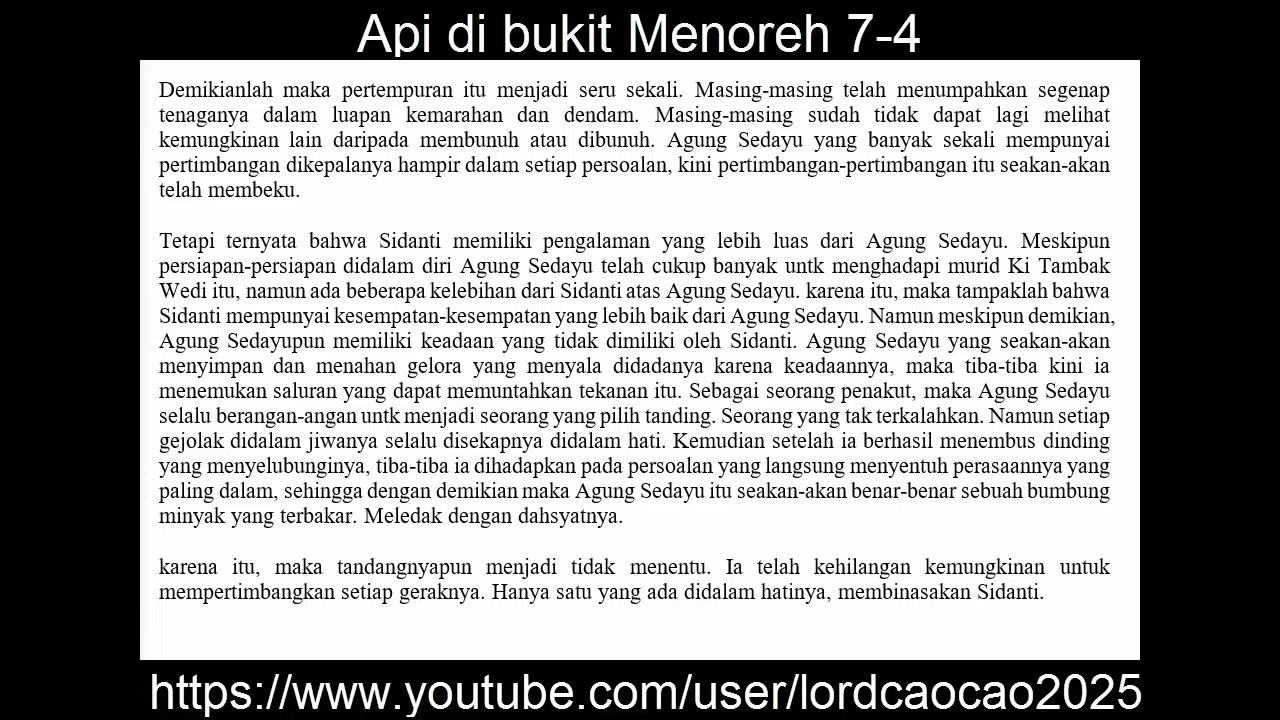 Api di bukit Menoreh 7-4
Demikianlah maka pertempuran itu menjadi seru sekali. Masing-masing telah menumpahkan segenap
tenaganya dalam luapan kemarahan dan dendam. Masing-masing sudah tidak dapat lagi melihat
kemungkinan lain daripada membunuh atau dibunuh. Agung Sedayu yang banyak sekali mempunyai
pertimbangan dikepalanya hampir dalam setiap persoalan, kini pertimbangan-pertimbangan itu seakan-akan
telah membeku.
Tetapi ternyata bahwa Sidanti memiliki pengalaman yang lebih luas dari Agung Sedayu. Meskipun
persiapan-persiapan didalam diri Agung Sedayu telah cukup banyak untk menghadapi murid Ki Tambak
Wedi itu, namun ada beberapa kelebihan dari Sidanti atas Agung Sedayu. karena itu, maka tampaklah bahwa
Sidanti mempunyai kesempatan-kesempatan yang lebih baik dari Agung Sedayu. Namun meskipun demikian,
Agung Sedayupun memiliki keadaan yang tidak dimiliki oleh Sidanti. Agung Sedayu yang seakan-akan
menyimpan dan menahan gelora yang menyala didadanya karena keadaannya, maka tiba-tiba kini ia
menemukan saluran yang dapat memuntahkan tekanan itu. Sebagai seorang penakut, maka Agung Sedayu
selalu berangan-angan untk menjadi seorang yang pilih tanding. Seorang yang tak terkalahkan. Namun setiap
gejolak didalam jiwanya selalu disekapnya didalam hati. Kemudian setelah ia berhasil menembus dinding
yang menyelubunginya, tiba-tiba ia dihadapkan pada persoalan yang langsung menyentuh perasaannya yang
paling dalam, sehingga dengan demikian maka Agung Sedayu itu seakan-akan benar-benar sebuah bumbung
minyak yang terbakar. Meledak dengan dahsyatnya.
karena itu, maka tandangnyapun menjadi tidak menentu. Ia telah kehilangan kemungkinan untuk
mempertimbangkan setiap geraknya. Hanya satu yang ada didalam hatinya, membinasakan Sidanti.
https://www.youtube.com/user/lordcaocao2025